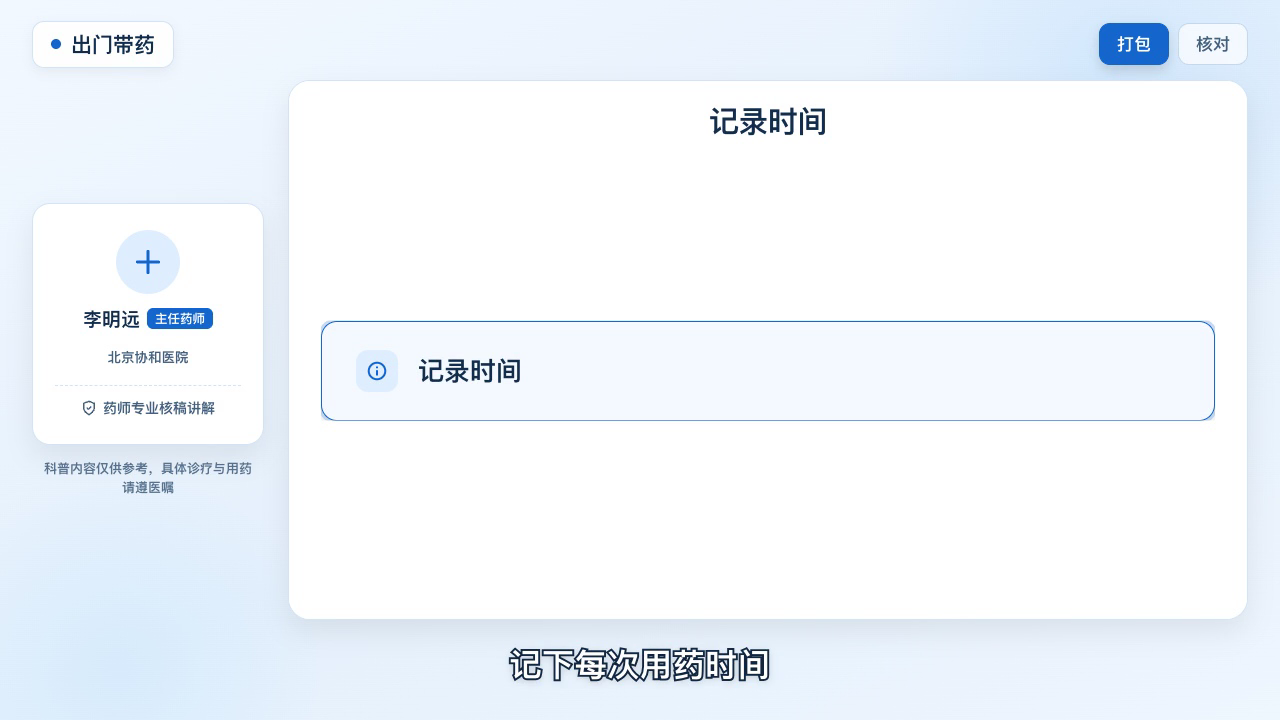 出门带药
打包
核对
记录时间
李明远
主任药师
北京协和医院
药师专业核稿讲解
科普内容仅供参考，具体诊疗与用药
请遵医嘱
记录时间
记下每次用药时间